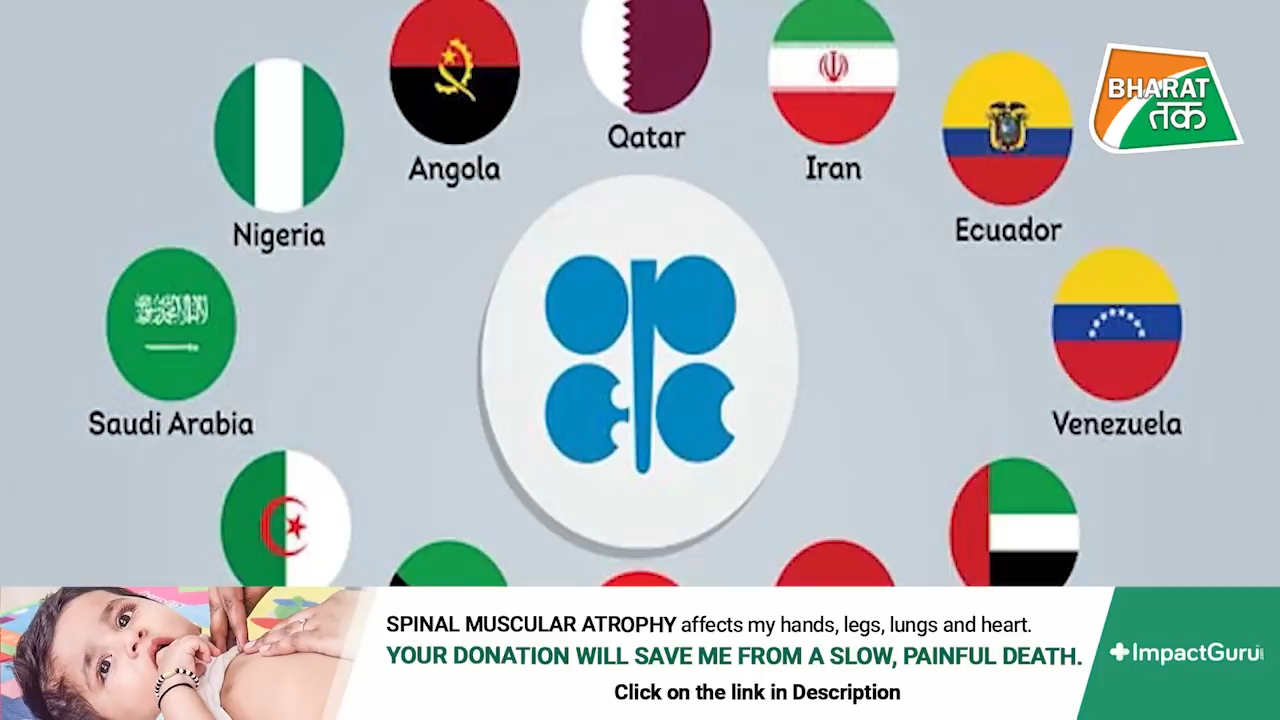 Qatar
Angola
Iran
BHARAT
तक
Nigeria
Ecuador
Saudi Arabia
Venezuela
SPINAL MUSCULAR ATROPHY affects my hands, legs, lungs and heart.
YOUR DONATION WILL SAVE ME FROM A SLOW, PAINFUL DEATH.
Click on the link in Description
ImpactGuru